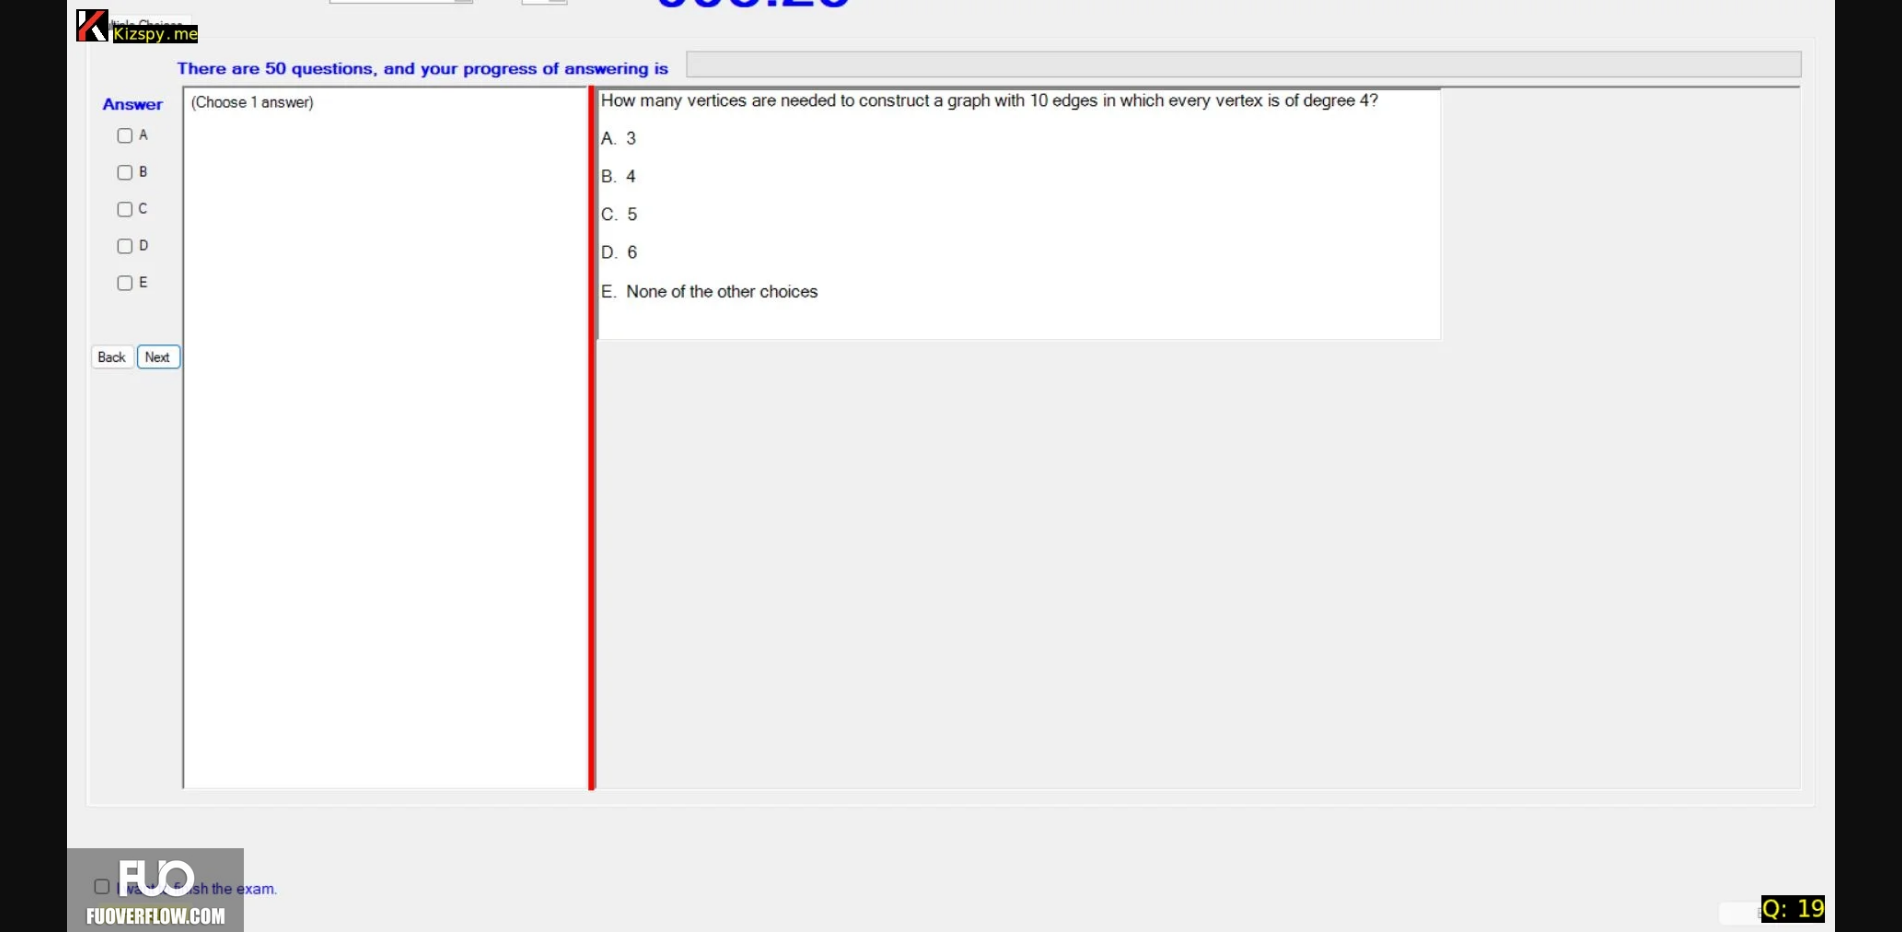 Kizspy.me
There are 50 questions, and your progress of answering is
Answer
(Choose 1 answer)
How many vertices are needed to construct a graph with 10 edges in which every vertex is of degree 4?
A
A. 3
B
B. 4
C
C. 5
D
D. 6
E
E. None of the other choices
Back
Next
FUO
sh the exam.
FUOVERFLOW.COM
Q: 19